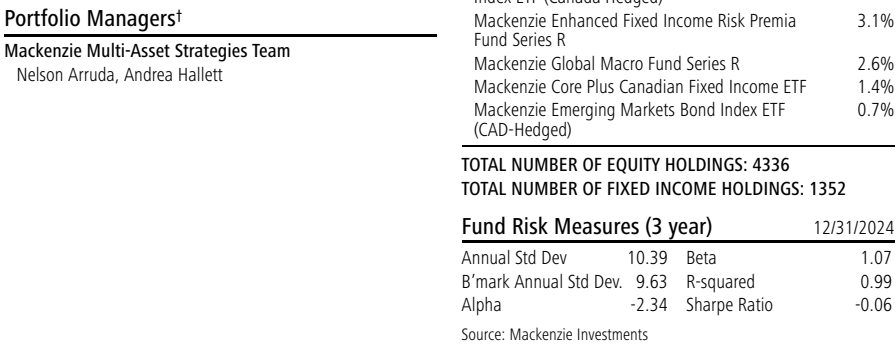 Portfolio Managers†
Mackenzie Multi-Asset Strategies Team
Nelson Arruda, Andrea Hallett
Index ETF (Canada Hedged)
Mackenzie Enhanced Fixed Income Risk Premia 3.1%
Fund Series R
Mackenzie Global Macro Fund Series R 2.6%
Mackenzie Core Plus Canadian Fixed Income ETF 1.4%
Mackenzie Emerging Markets Bond Index ETF 0.7%
(CAD-Hedged)
TOTAL NUMBER OF EQUITY HOLDINGS: 4336
TOTAL NUMBER OF FIXED INCOME HOLDINGS: 1352
Fund Risk Measures (3 year) 12/31/2024
Annual Std Dev 10.39 Beta 1.07
B'mark Annual Std Dev. 9.63 R-squared 0.99
Alpha -2.34 Sharpe Ratio -0.06
Source: Mackenzie Investments